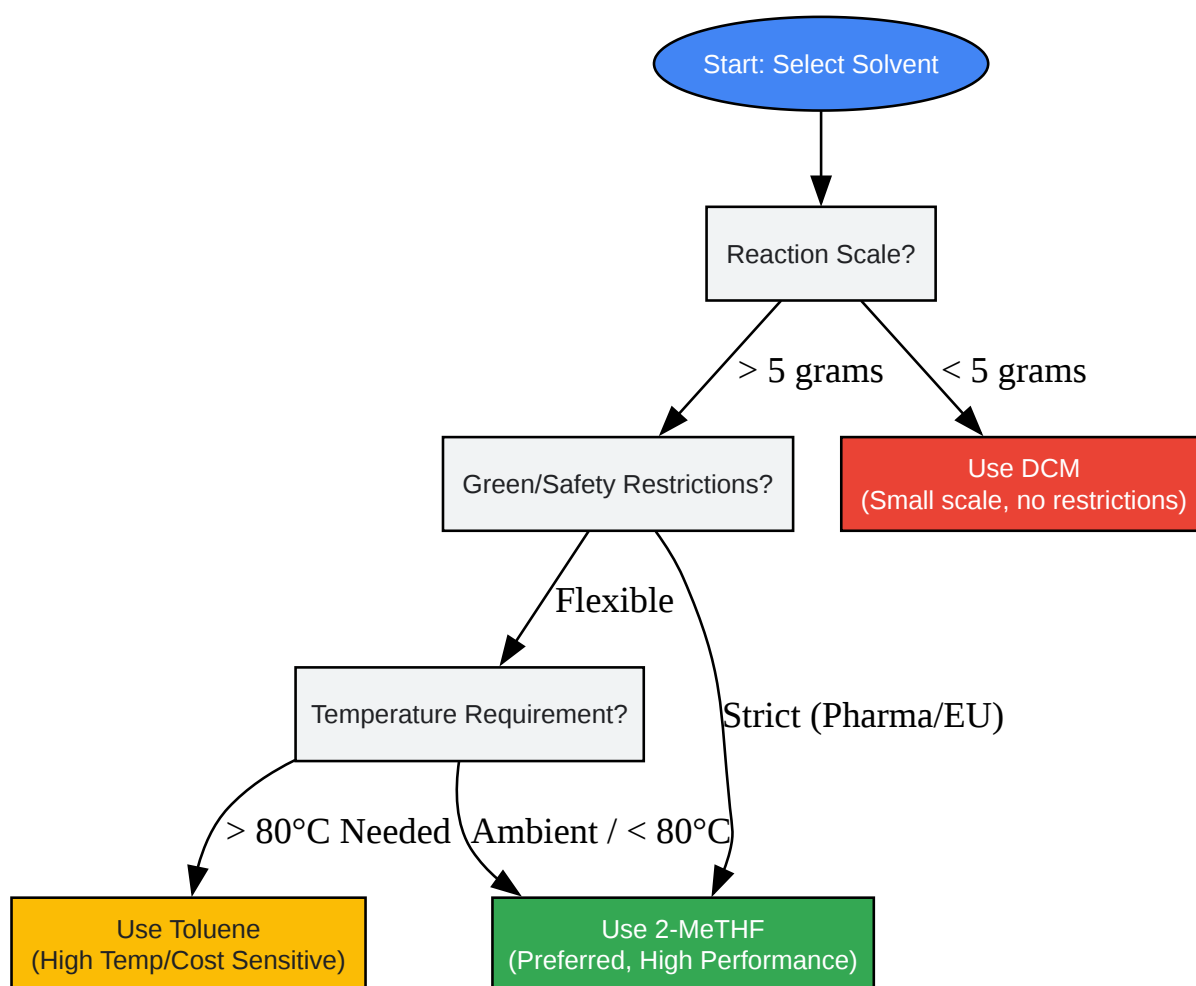 Start: Select Solvent
Reaction Scale?
> 5 grams
< 5 grams
Green/Safety Restrictions?
Use DCM
(Small scale, no restrictions)
Flexible
Temperature Requirement?
Strict (Pharma/EU)
> 80°C Needed
Ambient / < 80°C
Use Toluene
(High Temp/Cost Sensitive)
Use 2-MeTHF
(Preferred, High Performance)